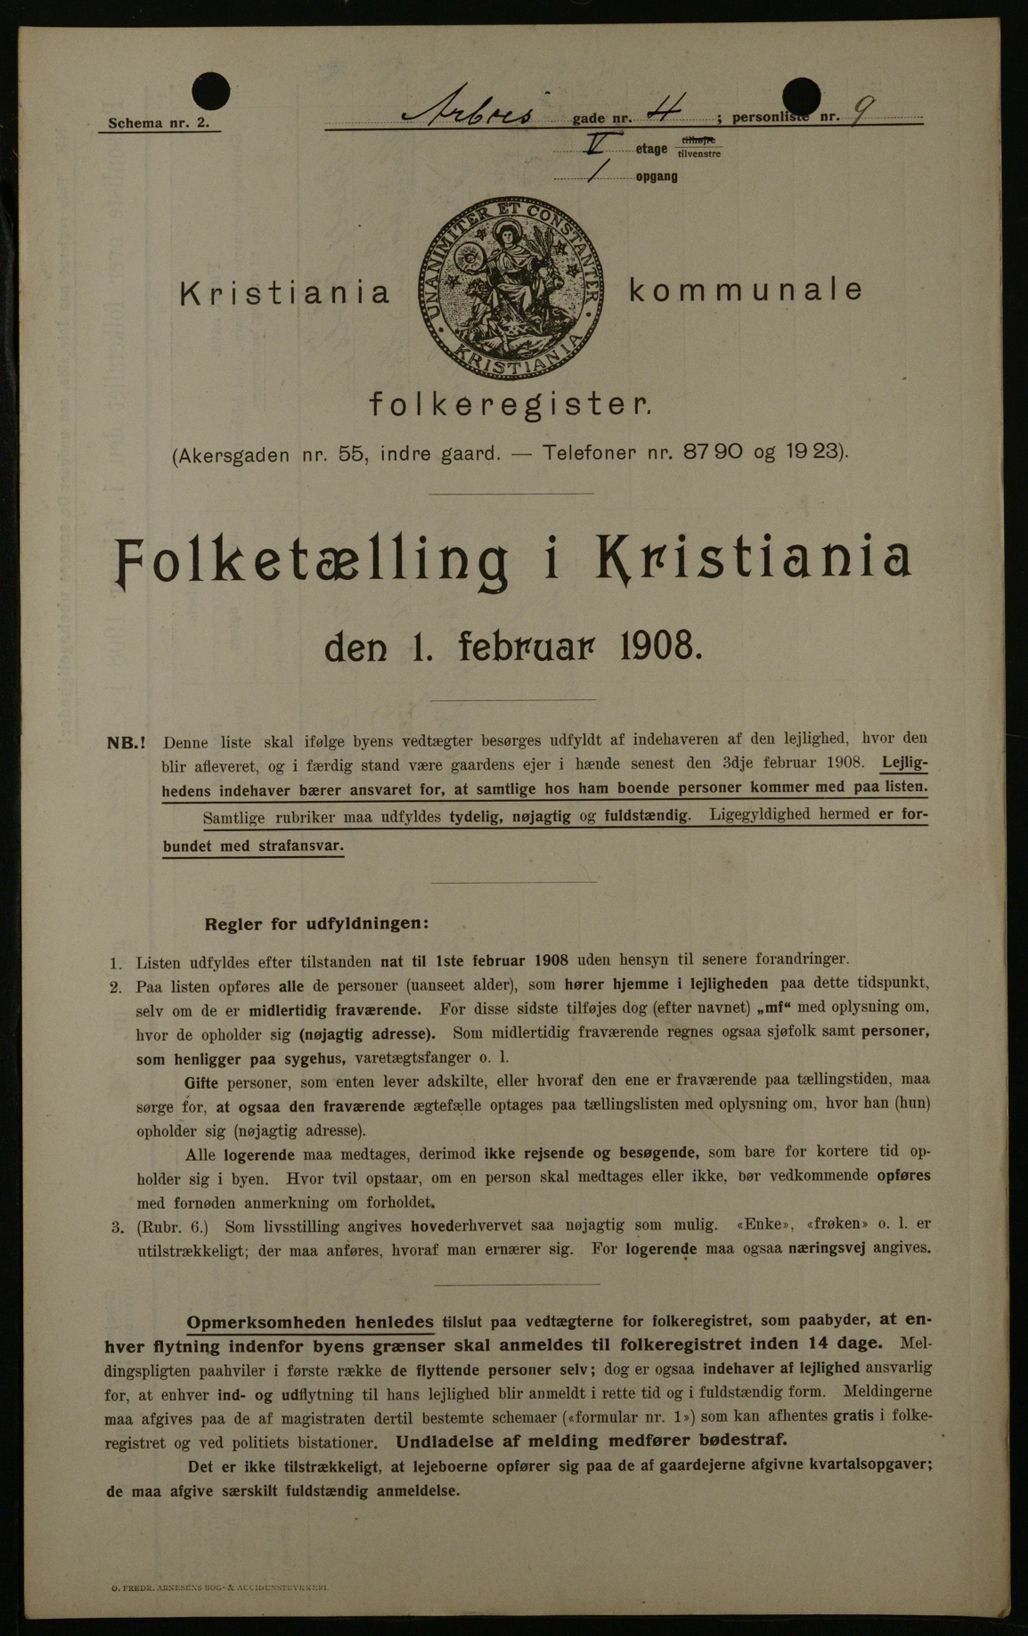 Schema nr. 2.
Arbos gade nr. 4 ; personliste nr. 9
V etage tilhøjre tilvenstre
1 opgang
UNANIMITER ET CONSTANTER
KRISTIANIA
Kristiania kommunale
folkeregister.
(Akersgaden nr. 55, indre gaard. — Telefoner nr. 87 90 og 19 23).
Folketælling i Kristiania
den 1. februar 1908.
NB.! Denne liste skal ifølge byens vedtægter besørges udfyldt af indehaveren af den lejlighed, hvor den
blir afleveret, og i færdig stand være gaardens ejer i hænde senest den 3dje februar 1908. Lejlig-
hedens indehaver bærer ansvaret for, at samtlige hos ham boende personer kommer med paa listen.
Samtlige rubriker maa udfyldes tydelig, nøjagtig og fuldstændig. Ligegyldighed hermed er for-
bundet med strafansvar.
Regler for udfyldningen:
1. Listen udfyldes efter tilstanden nat til 1ste februar 1908 uden hensyn til senere forandringer.
2. Paa listen opføres alle de personer (uanseet alder), som hører hjemme i lejligheden paa dette tidspunkt,
selv om de er midlertidig fraværende. For disse sidste tilføjes dog (efter navnet) „mf“ med oplysning om,
hvor de opholder sig (nøjagtig adresse). Som midlertidig fraværende regnes ogsaa sjøfolk samt personer,
som henligger paa sygehus, varetægtsfanger o. l.
Gifte personer, som enten lever adskilte, eller hvoraf den ene er fraværende paa tællingstiden, maa
sørge for, at ogsaa den fraværende ægtefælle optages paa tællingslisten med oplysning om, hvor han (hun)
opholder sig (nøjagtig adresse).
Alle logerende maa medtages, derimod ikke rejsende og besøgende, som bare for kortere tid op-
holder sig i byen. Hvor tvil opstaar, om en person skal medtages eller ikke, bør vedkommende opføres
med fornøden anmerkning om forholdet.
3. (Rubr. 6.) Som livsstilling angives hovederhvervet saa nøjagtig som mulig. «Enke», «frøken» o. l. er
utilstrækkeligt; der maa anføres, hvoraf man ernærer sig. For logerende maa ogsaa næringsvej angives.
Opmerksomheden henledes tilslut paa vedtægterne for folkeregistret, som paabyder, at en-
hver flytning indenfor byens grænser skal anmeldes til folkeregistret inden 14 dage. Mel-
dingspligten paahviler i første række de flyttende personer selv; dog er ogsaa indehaver af lejlighed ansvarlig
for, at enhver ind- og udflytning til hans lejlighed blir anmeldt i rette tid og i fuldstændig form. Meldingerne
maa afgives paa de af magistraten dertil bestemte schemaer («formular nr. 1») som kan afhentes gratis i folke-
registret og ved politiets bistationer. Undladelse af melding medfører bødestraf.
Det er ikke tilstrækkeligt, at lejeboerne opfører sig paa de af gaardejerne afgivne kvartalsopgaver;
de maa afgive særskilt fuldstændig anmeldelse.
O. FREDR. ARNESENS BOG- & ACCIDENSTRYKKERI.